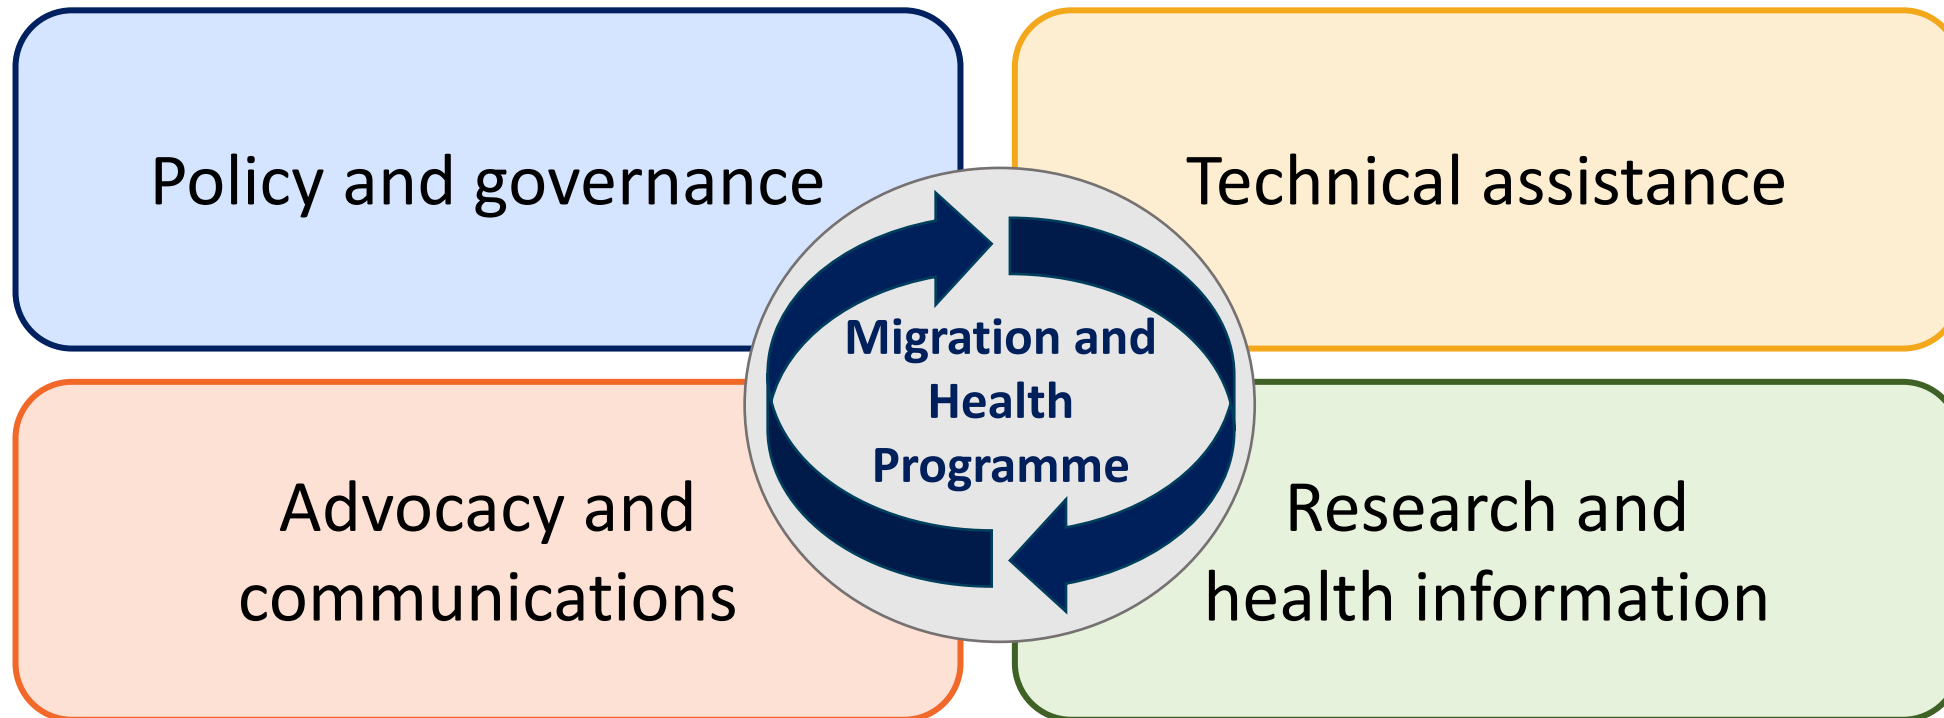 Policy and governance
Technical assistance
Migration and
Health
Programme
Advocacy and
communications
Research and
health information